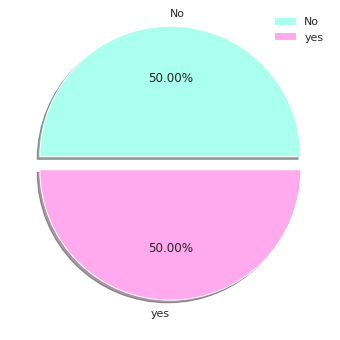 No
No
yes
50.00%
50.00%
yes